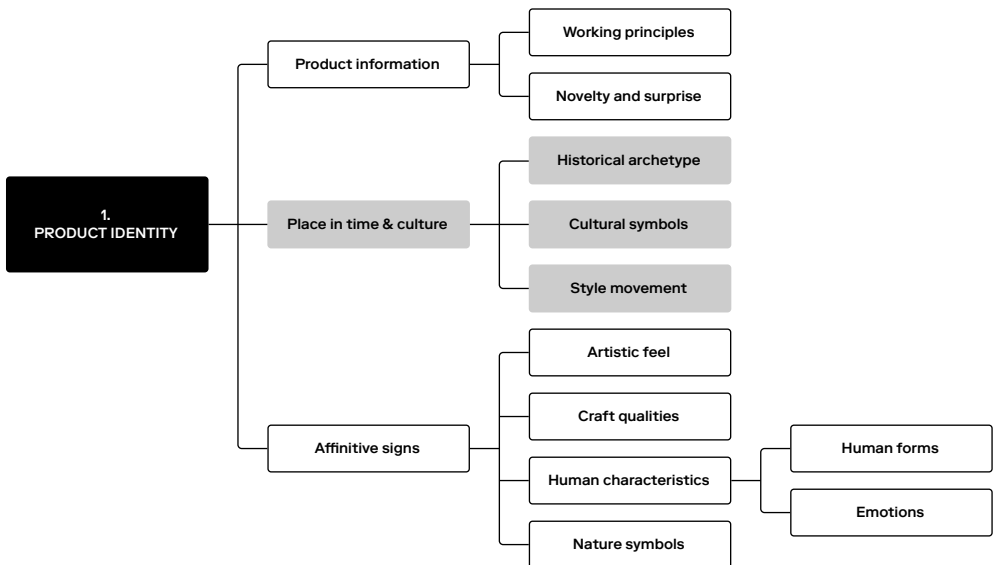 Working principles
Product information
Novelty and surprise
Historical archetype
1.
PRODUCT IDENTITY
Place in time & culture
Cultural symbols
Style movement
Artistic feel
Craft qualities
Affinitive signs
Human forms
Human characteristics
Emotions
Nature symbols